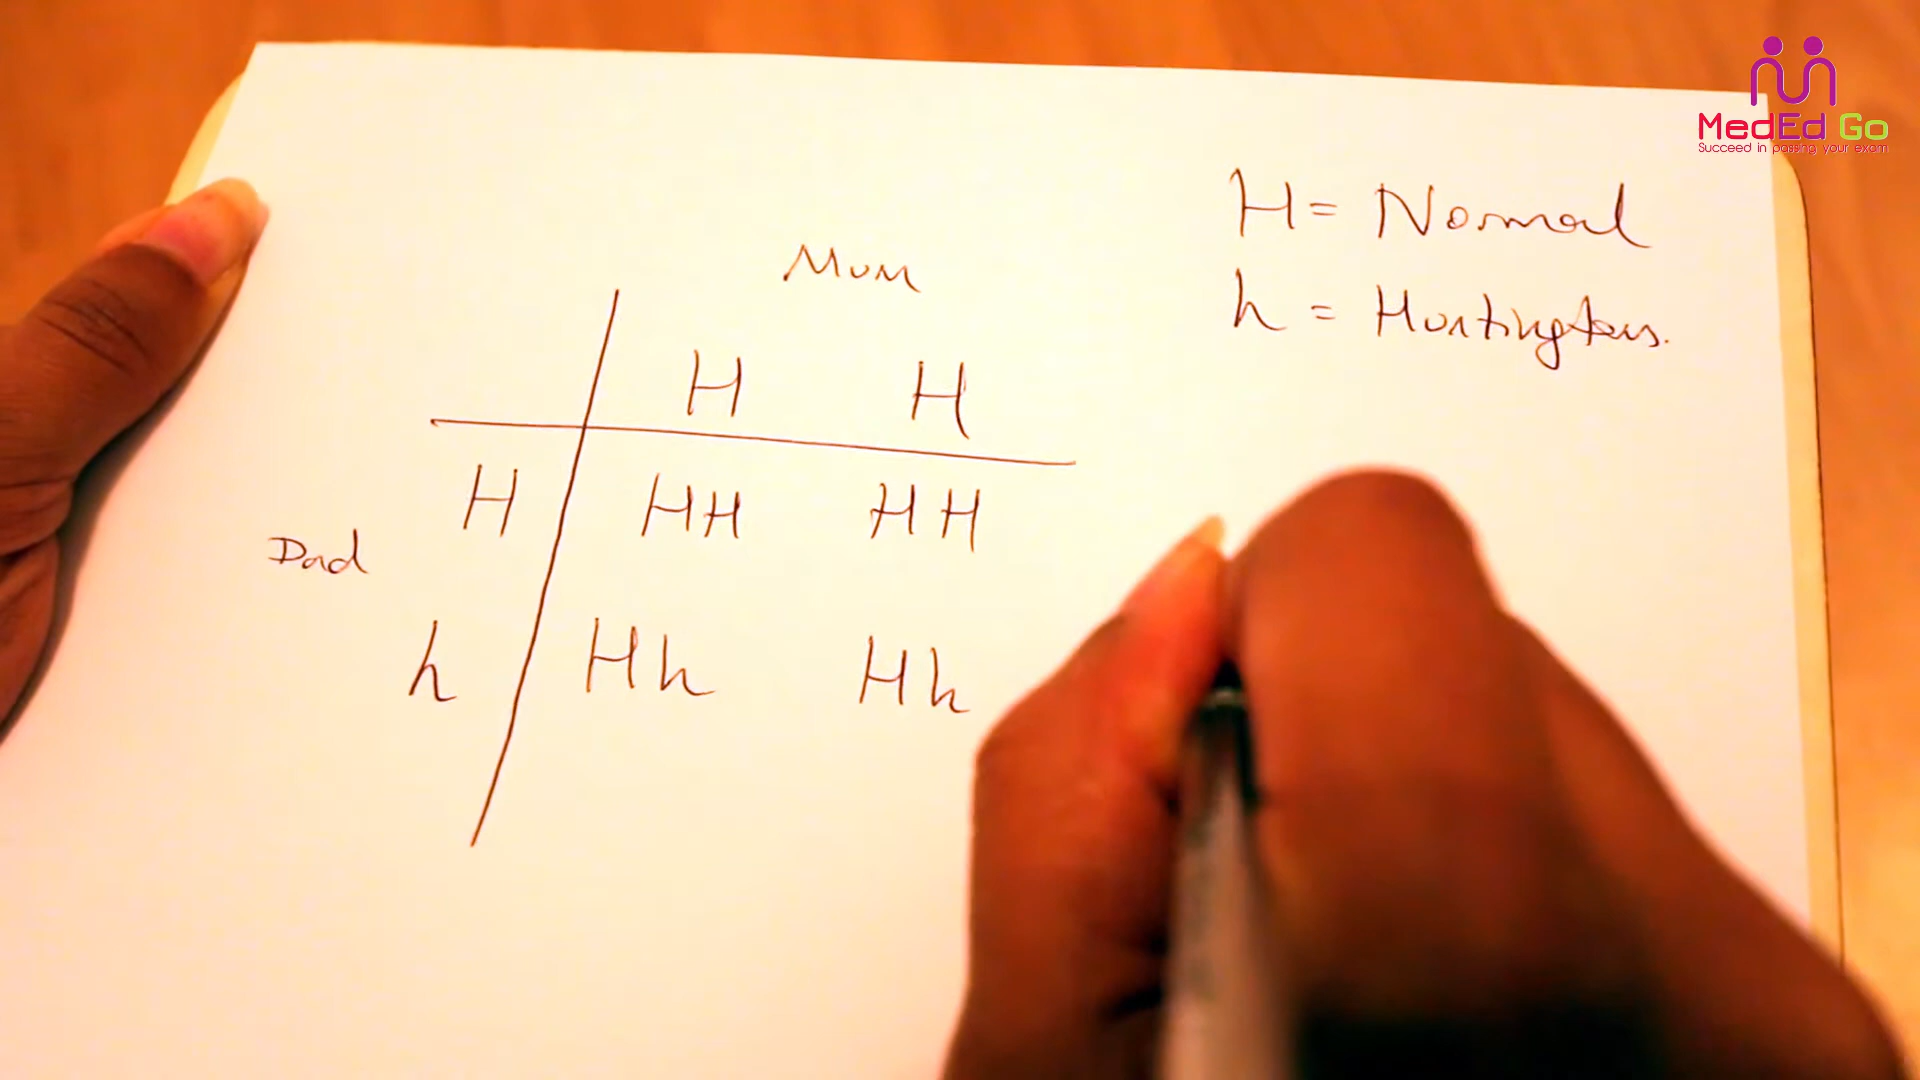 MedEd Go
Succeed in passing your exam
H = Normal
h = Huntingtons.
Mum
H H
H HH HH
Dad
h Hh Hh